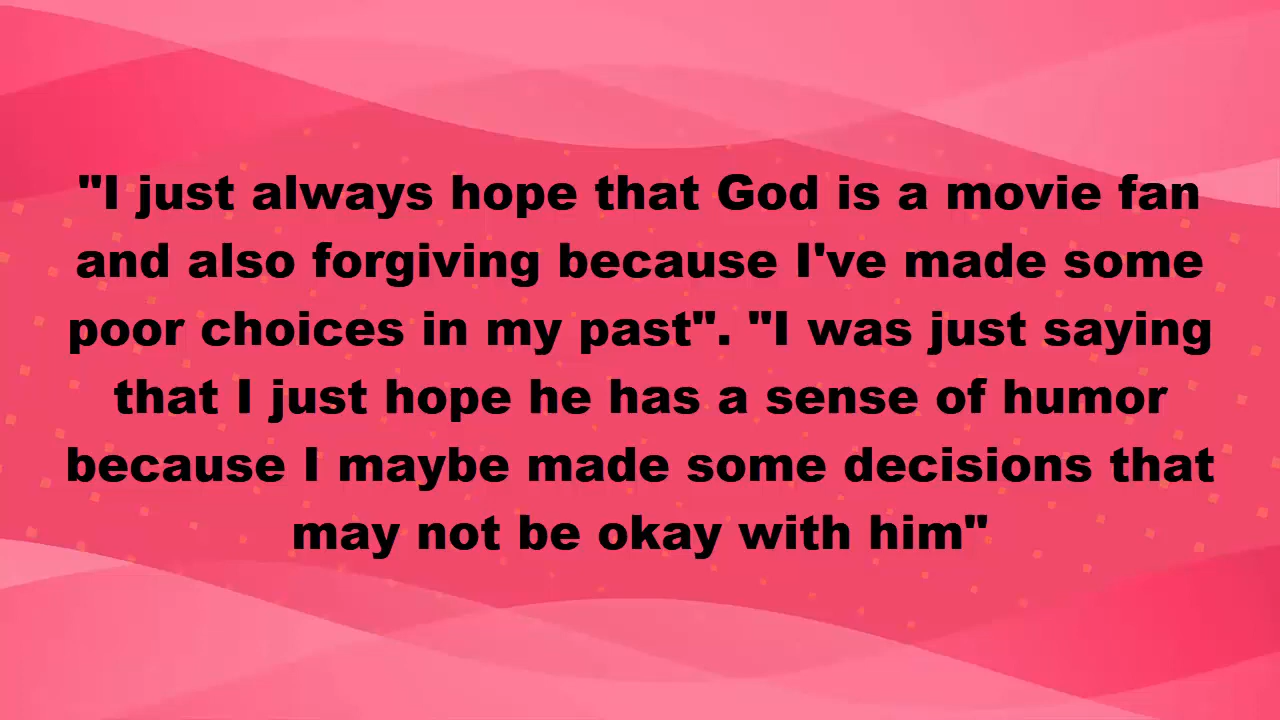 "I just always hope that God is a movie fan
and also forgiving because I've made some
poor choices in my past". "I was just saying
that I just hope he has a sense of humor
because I maybe made some decisions that
may not be okay with him"